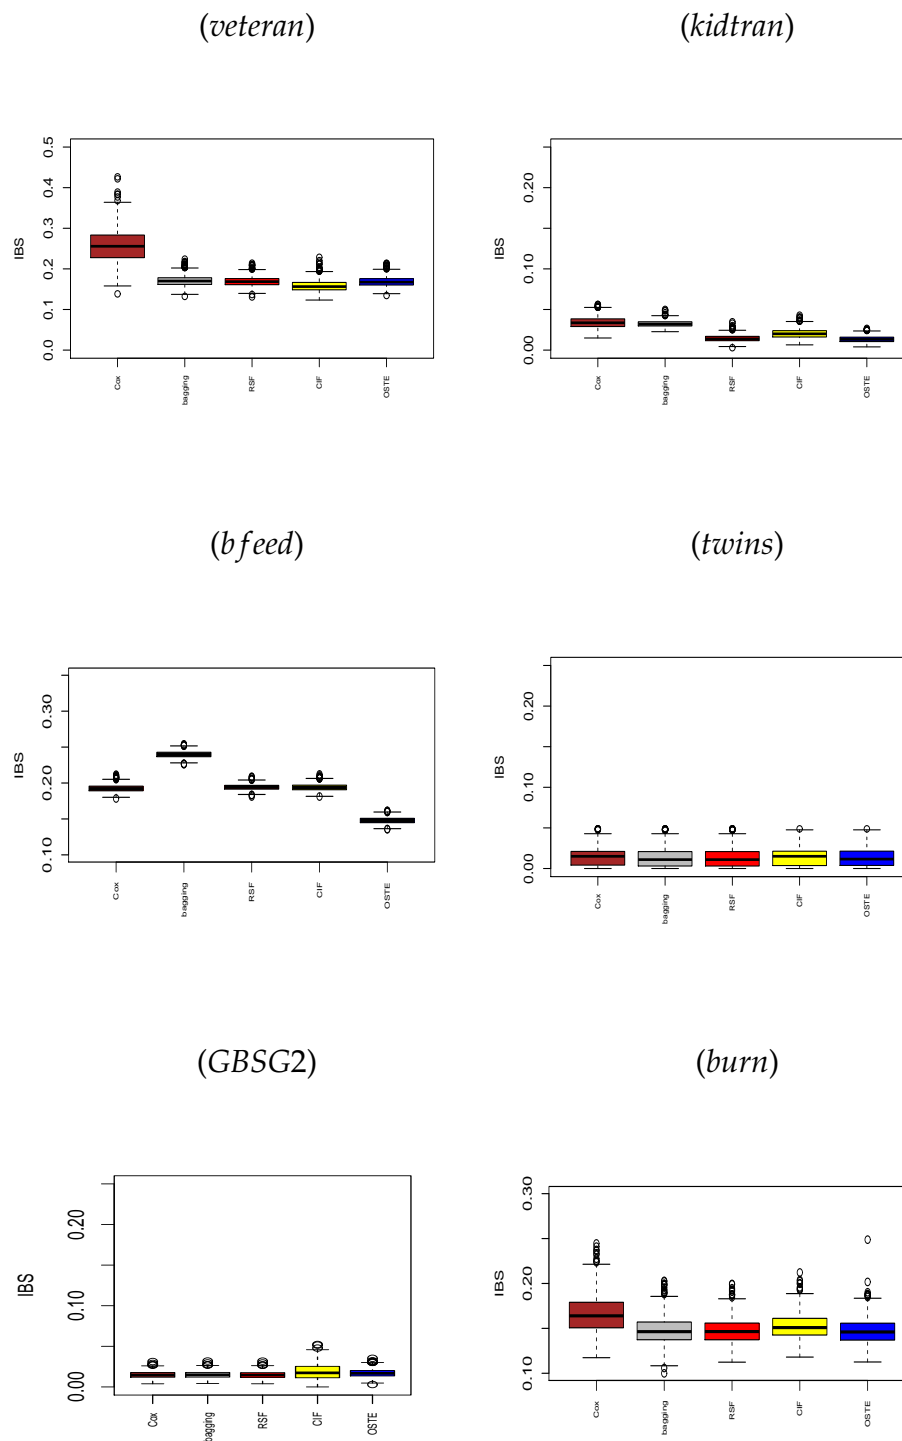 (veteran)
0.5
0.4
0.3
0.2
0.1
0.0
IBS
Cox
bagging
RSF
CIF
OSTE
(kidtran)
0.20
0.10
0.00
IBS
Cox
bagging
RSF
CIF
OSTE
(bfeed)
0.30
0.20
0.10
IBS
Cox
bagging
RSF
CIF
OSTE
(twins)
0.20
0.10
0.00
IBS
Cox
bagging
RSF
CIF
OSTE
(GBSG2)
0.20
0.10
0.00
IBS
Cox
bagging
RSF
CIF
OSTE
(burn)
0.30
0.20
0.10
IBS
Cox
bagging
RSF
CIF
OSTE